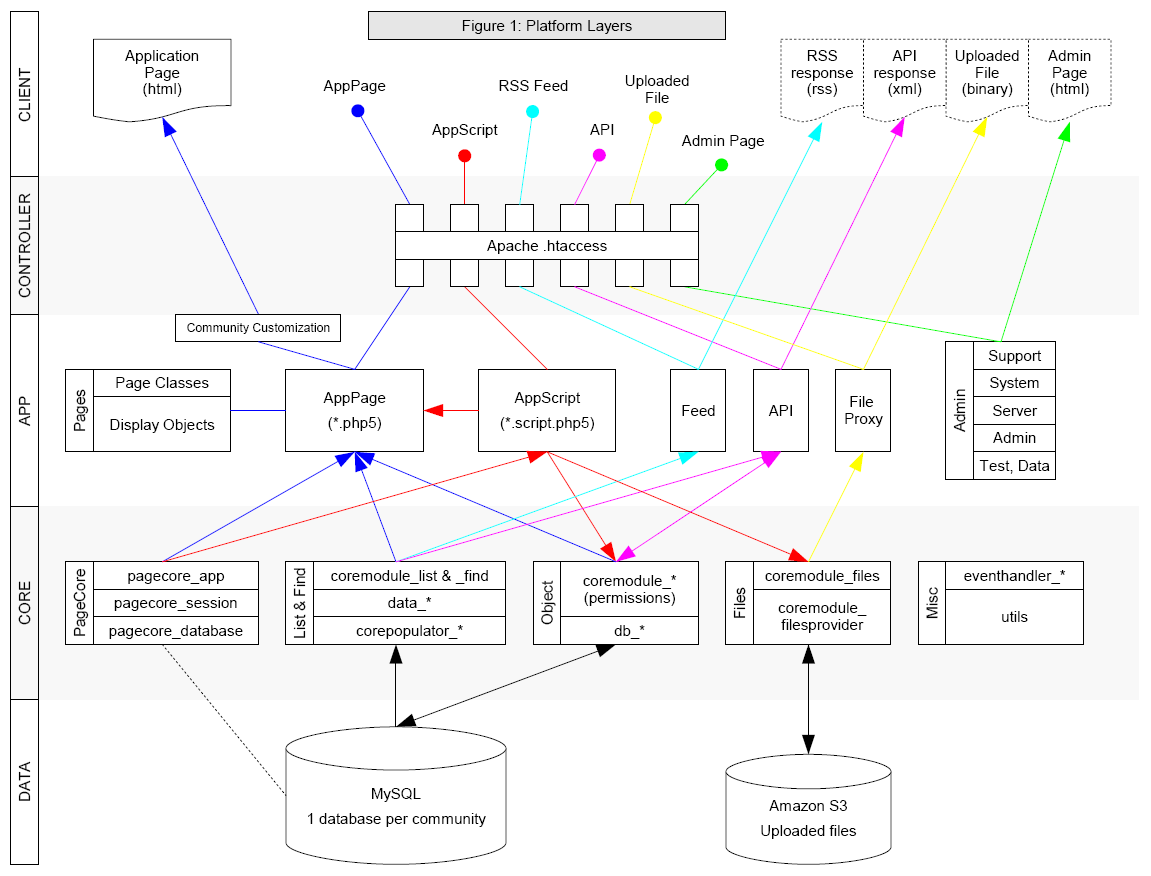 Figure 1: Platform Layers
CLIENT
Application
Page
(html)
AppPage
AppScript
RSS Feed
API
Uploaded
File
Admin Page
RSS
response
(rss)
API
response
(xml)
Uploaded
File
(binary)
Admin
Page
(html)
CONTROLLER
Apache .htaccess
APP
Community Customization
Pages
Page Classes
Display Objects
AppPage
(*.php5)
AppScript
(*.script.php5)
Feed
API
File
Proxy
Admin
Support
System
Server
Admin
Test, Data
CORE
PageCore
pagecore_app
pagecore_session
pagecore_database
List & Find
coremodule_list & _find
data_*
corepopulator_*
Object
coremodule_*
(permissions)
db_*
Files
coremodule_files
coremodule_
filesprovider
Misc
eventhandler_*
utils
DATA
MySQL
1 database per community
Amazon S3
Uploaded files